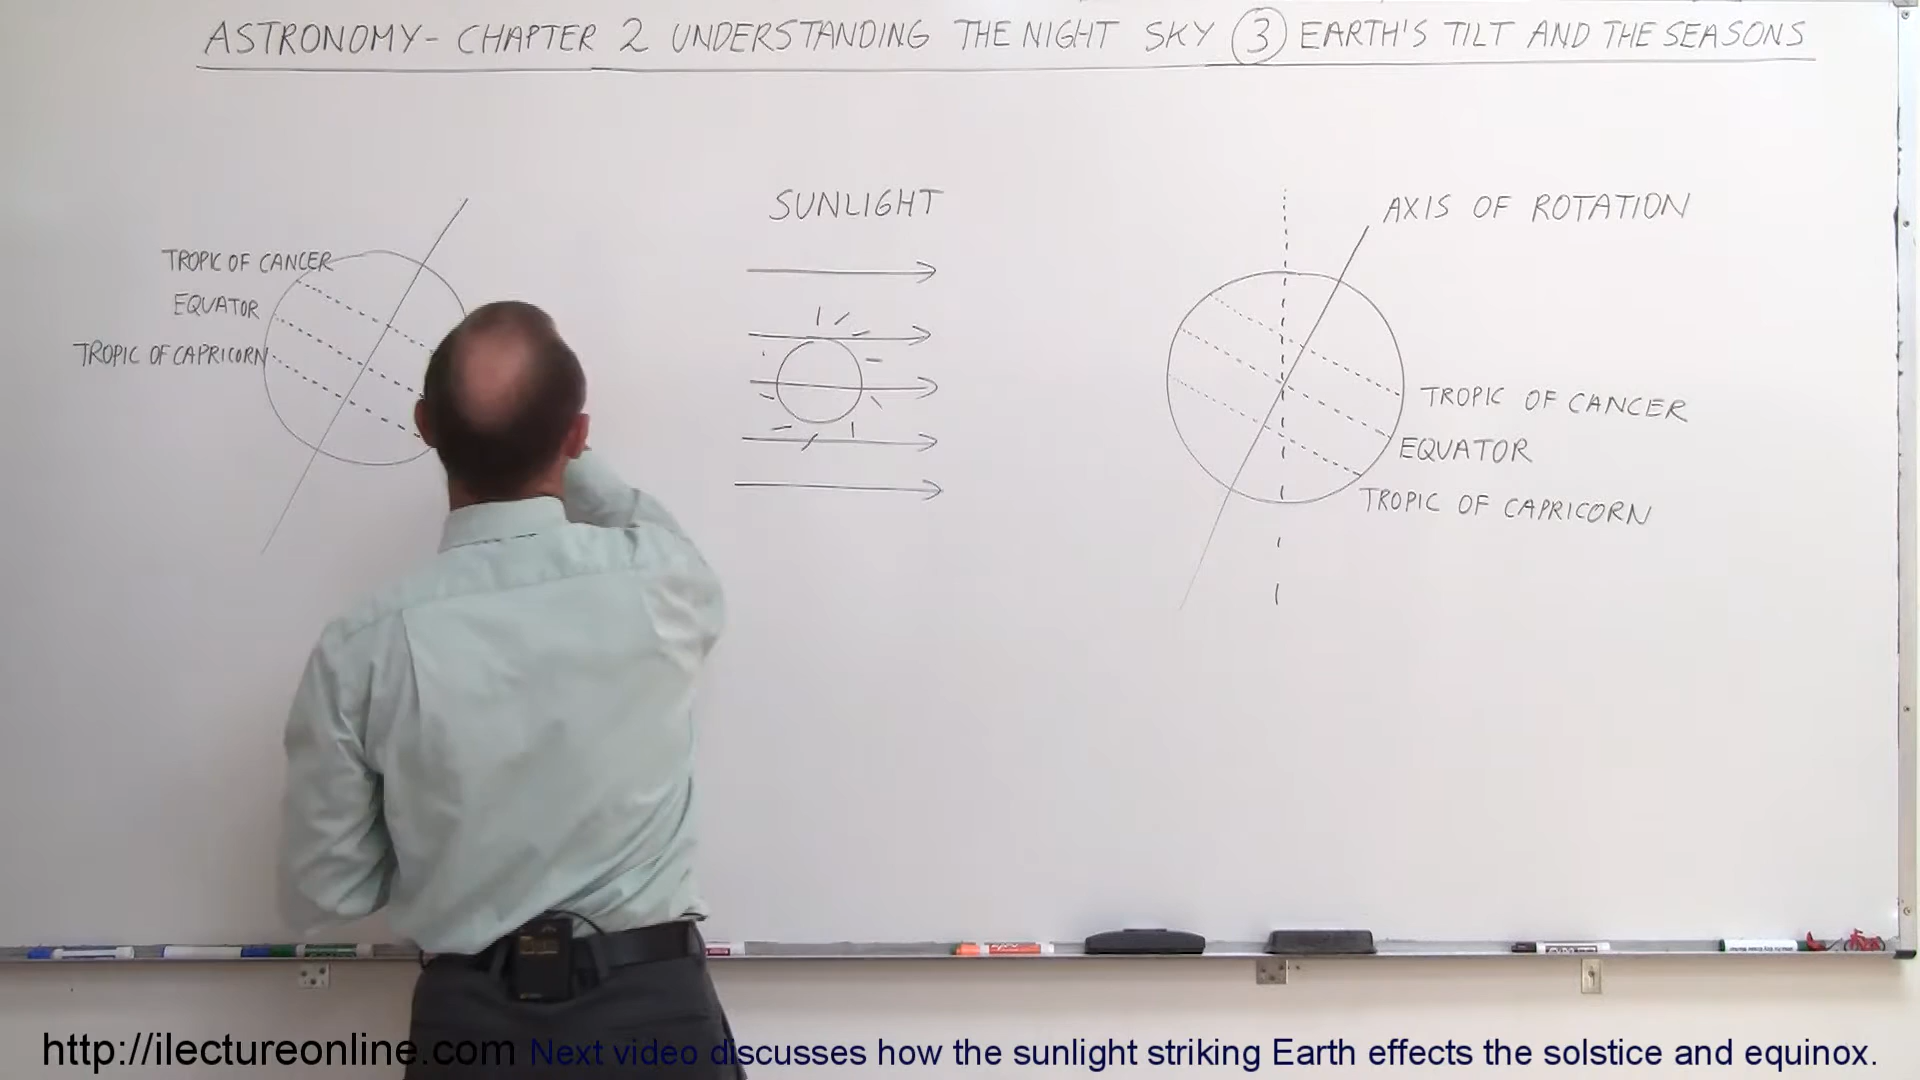 ASTRONOMY- CHAPTER 2 UNDERSTANDING THE NIGHT SKY 3 EARTH'S TILT AND THE SEASONS
SUNLIGHT
AXIS OF ROTATION
TROPIC OF CANCER
EQUATOR
TROPIC OF CAPRICORN
TROPIC OF CANCER
EQUATOR
TROPIC OF CAPRICORN
http://ilectureonline.com Next video discusses how the sunlight striking Earth effects the solstice and equinox.